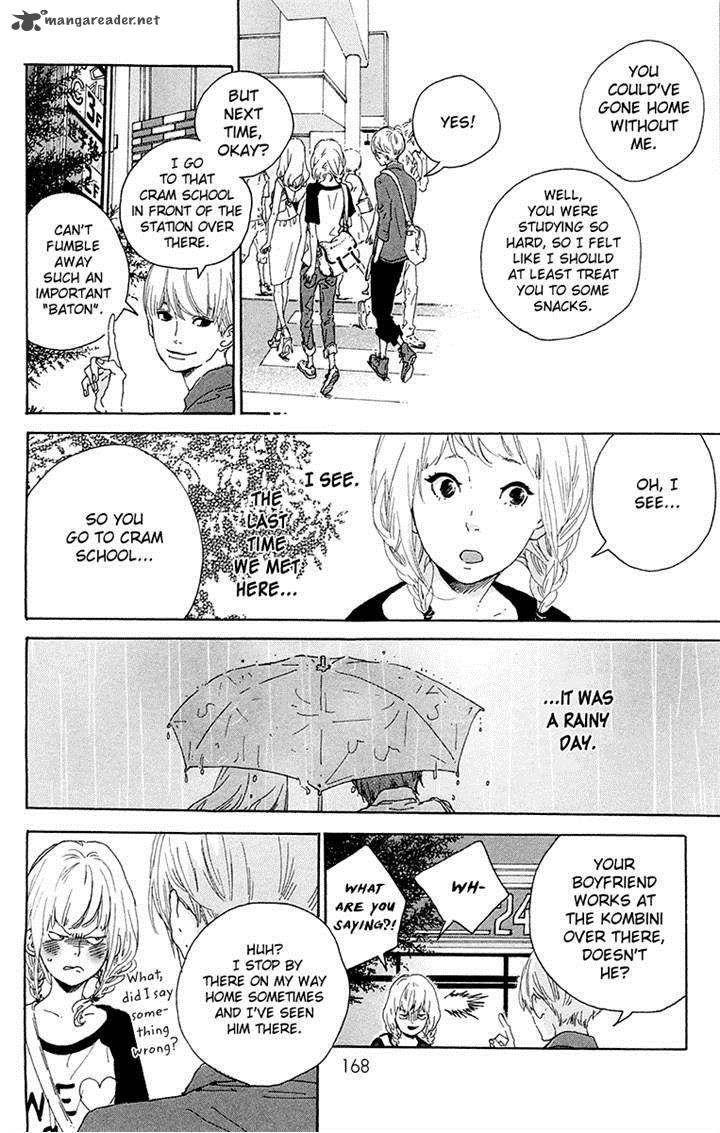 mangareader.net
YOU
COULD'VE
GONE HOME
WITHOUT
ME.
YES!
WELL,
YOU WERE
STUDYING SO
HARD, SO I FELT
LIKE I SHOULD
AT LEAST TREAT
YOU TO SOME
SNACKS.
BUT
NEXT
TIME,
OKAY?
I GO
TO THAT
CRAM SCHOOL
IN FRONT OF THE
STATION OVER
THERE.
CAN'T
FUMBLE
AWAY
SUCH AN
IMPORTANT
"BATON".
3F
OH, I
SEE...
I SEE.
THE
LAST
TIME
WE MET
HERE...
SO YOU
GO TO CRAM
SCHOOL...
...IT WAS
A RAINY
DAY.
YOUR
BOYFRIEND
WORKS AT
THE KOMBINI
OVER THERE,
DOESN'T
HE?
WH-
WHAT
ARE YOU
SAYING?!
24
HUH?
I STOP BY
THERE ON MY WAY
HOME SOMETIMES
AND I'VE SEEN
HIM THERE.
What,
did I say
some-
thing
wrong?
WE
168